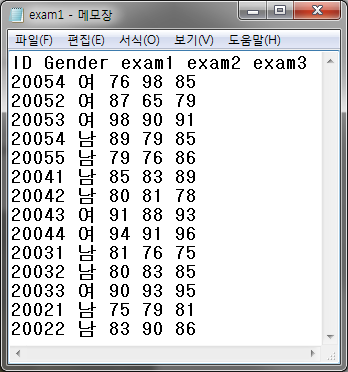 exam1 - 메모장
파일(F) 편집(E) 서식(O) 보기(V) 도움말(H)
ID Gender exam1 exam2 exam3
20054 여 76 98 85
20052 여 87 65 79
20053 여 98 90 91
20054 남 89 79 85
20055 남 79 76 86
20041 남 85 83 89
20042 남 80 81 78
20043 여 91 88 93
20044 여 94 91 96
20031 남 81 76 75
20032 남 80 83 85
20033 여 90 93 95
20021 남 75 79 81
20022 남 83 90 86